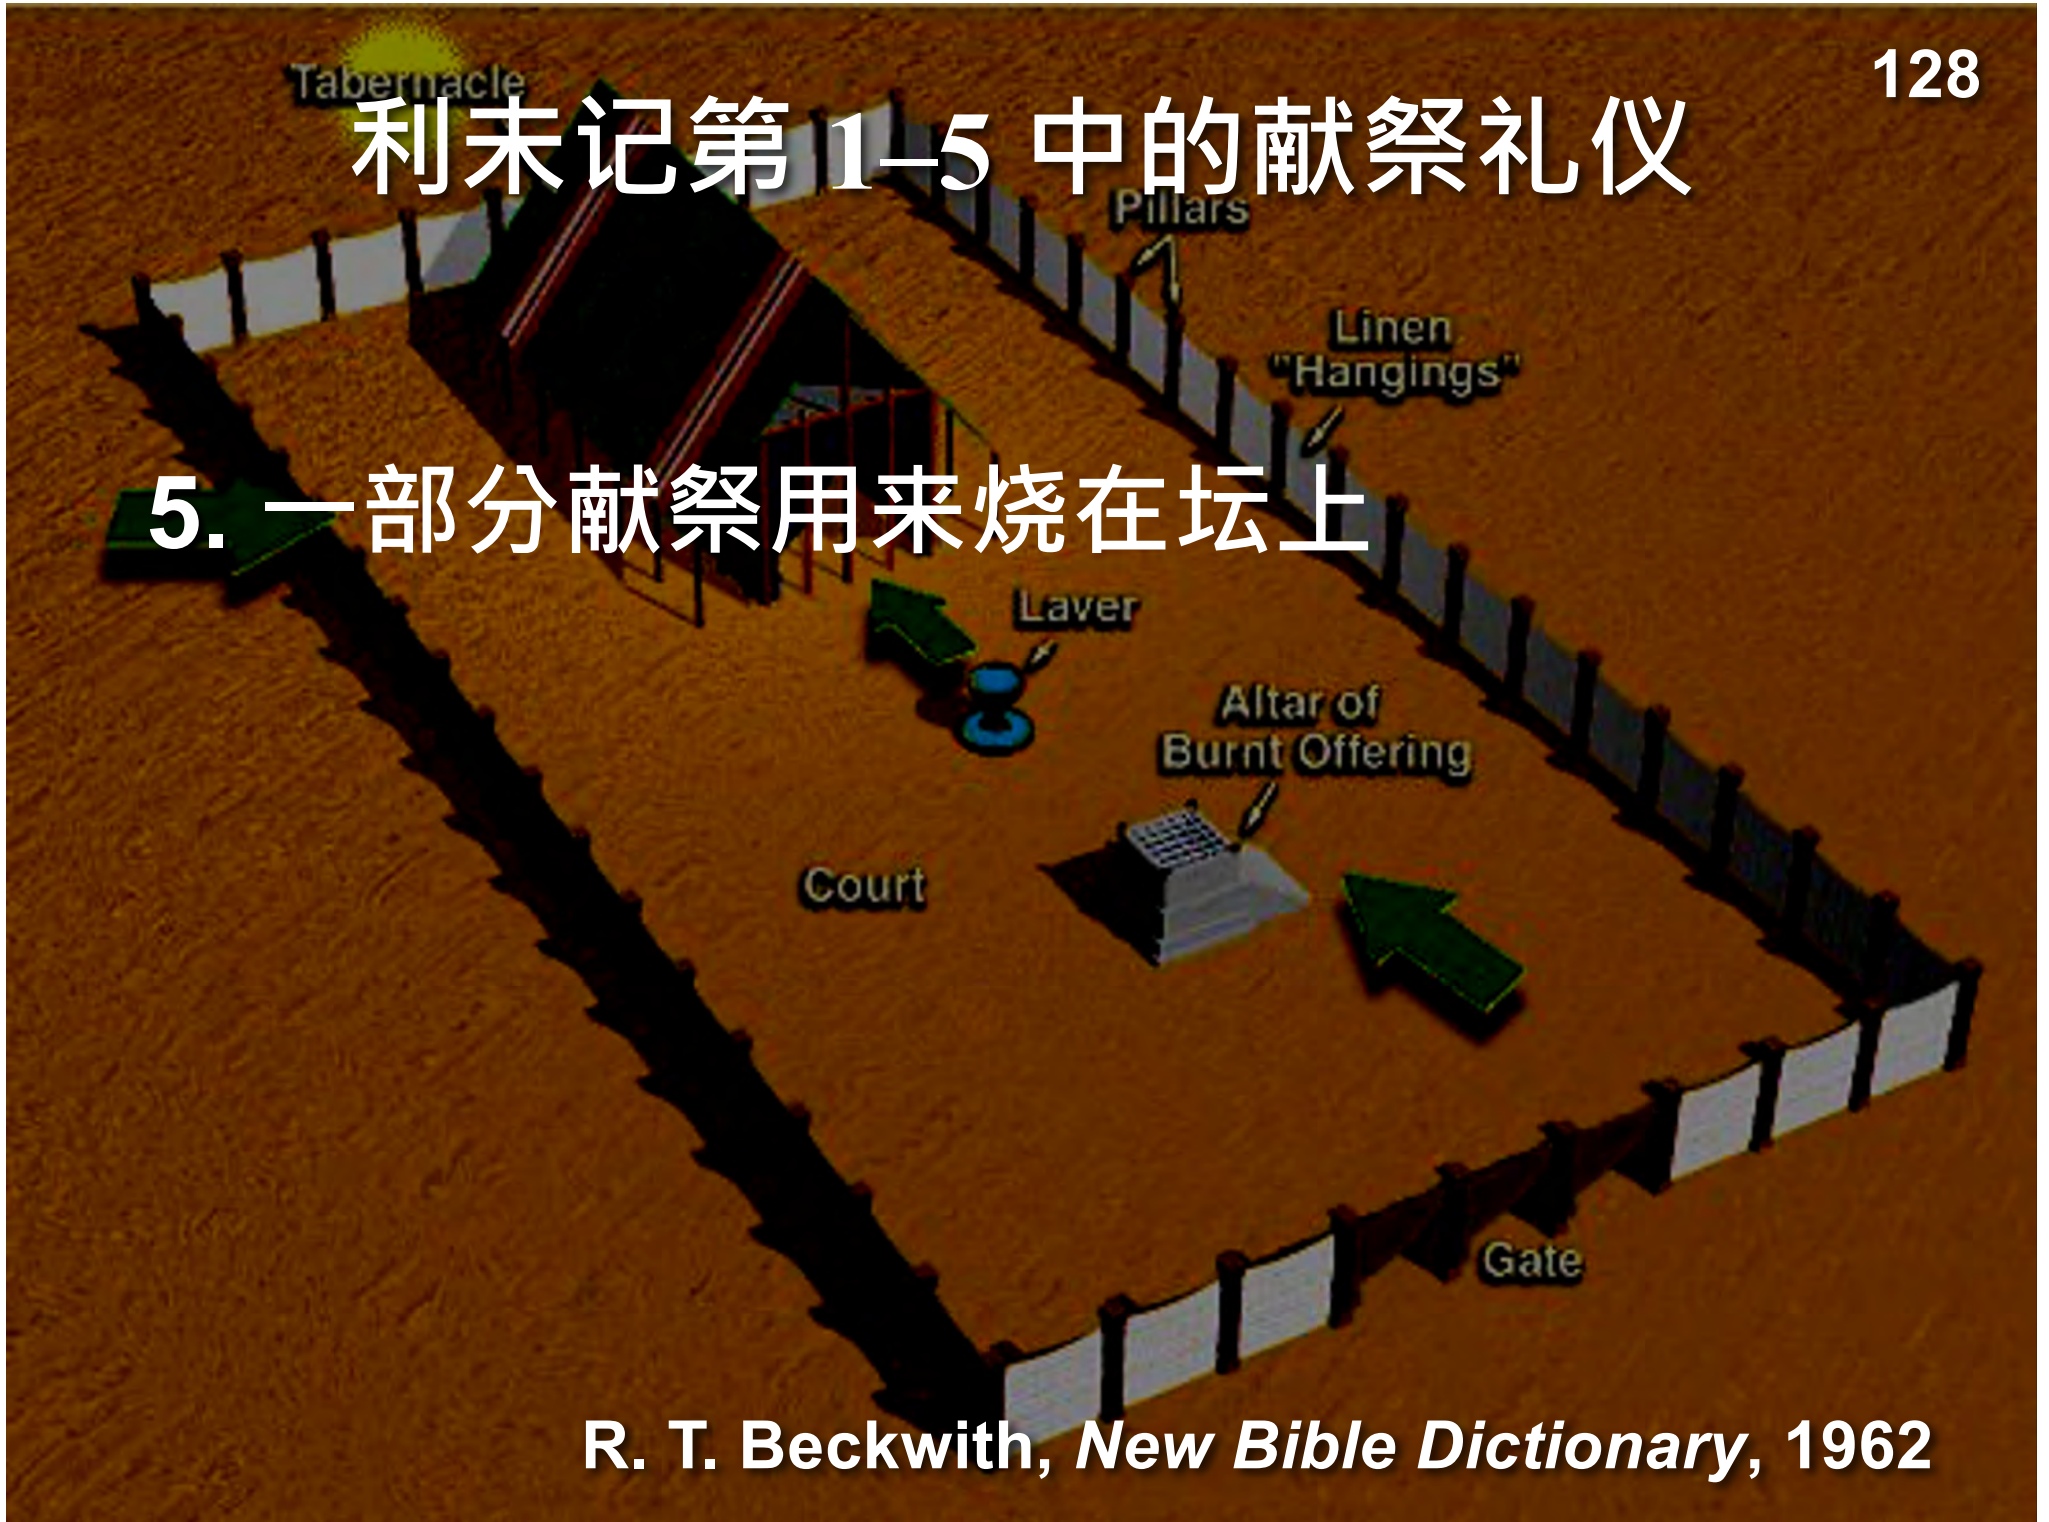 128
Tabernacle
利未记第 1–5 中的献祭礼仪
Pillars
Linen
"Hangings"
5. 一部分献祭用来烧在坛上
Laver
Altar of
Burnt Offering
Court
Gate
R. T. Beckwith, New Bible Dictionary, 1962